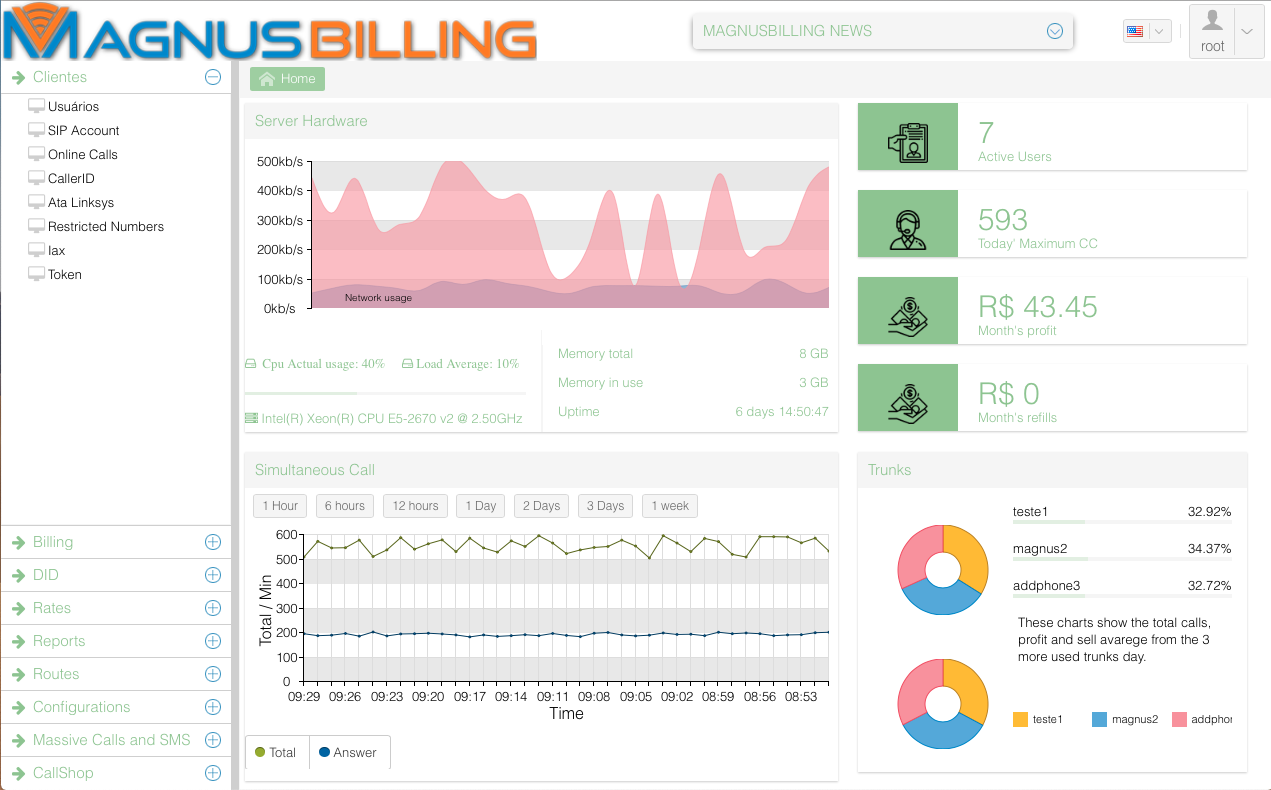 MAGNUSBILLING
MAGNUSBILLING NEWS
root
Clientes
Usuários
SIP Account
Online Calls
CallerID
Ata Linksys
Restricted Numbers
Iax
Token
Billing
DID
Rates
Reports
Routes
Configurations
Massive Calls and SMS
CallShop
Home
Server Hardware
500kb/s
400kb/s
300kb/s
200kb/s
100kb/s
0kb/s
Network usage
Cpu Actual usage: 40% Load Average: 10%
Intel(R) Xeon(R) CPU E5-2670 v2 @ 2.50GHz
Memory total 8 GB
Memory in use 3 GB
Uptime 6 days 14:50:47
7
Active Users
593
Today' Maximum CC
R$ 43.45
Month's profit
R$ 0
Month's refills
Simultaneous Call
1 Hour 6 hours 12 hours 1 Day 2 Days 3 Days 1 week
600
500
400
300
200
100
0
Total / Min
09:29 09:26 09:23 09:20 09:17 09:14 09:11 09:08 09:05 09:02 08:59 08:56 08:53
Time
Total Answer
Trunks
teste1 32.92%
magnus2 34.37%
addphone3 32.72%
These charts show the total calls,
profit and sell avarege from the 3
more used trunks day.
teste1 magnus2 addphor